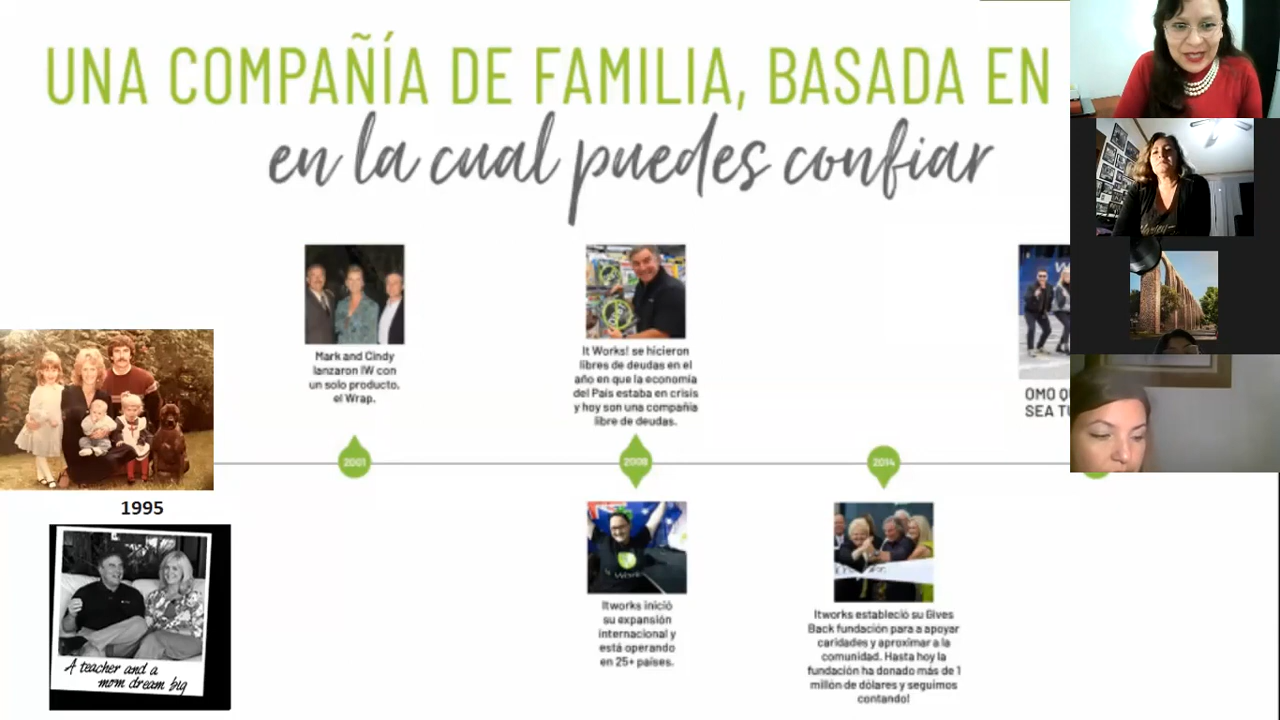 UNA COMPAÑÍA DE FAMILIA, BASADA EN
en la cual puedes confiar
Mark and Cindy
lanzaron IW con
un solo producto,
el Wrap.
It Works! se hicieron
libres de deudas en el
año en que la economía
del País estaba en crisis
y hoy son una compañía
libre de deudas.
OMO Q
SEA T
2001
2008
2014
1995
A teacher and a
mom dream big
Itworks inició
su expansión
internacional y
está operando
en 25+ países.
Itworks estableció su Gives
Back fundación para a apoyar
caridades y aproximar a la
comunidad. Hasta hoy la
fundación ha donado más de 1
millón de dólares y seguimos
contando!